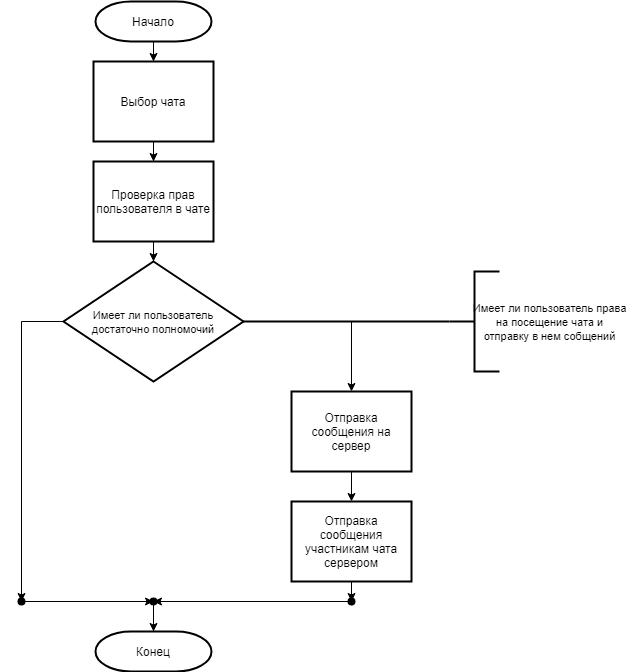 Начало
Выбор чата
Проверка прав
пользователя в чате
Имеет ли пользователь
достаточно полномочий
Имеет ли пользователь права
на посещение чата и
отправку в нем собщений
Отправка
сообщения на
сервер
Отправка
сообщения
участникам чата
сервером
Конец